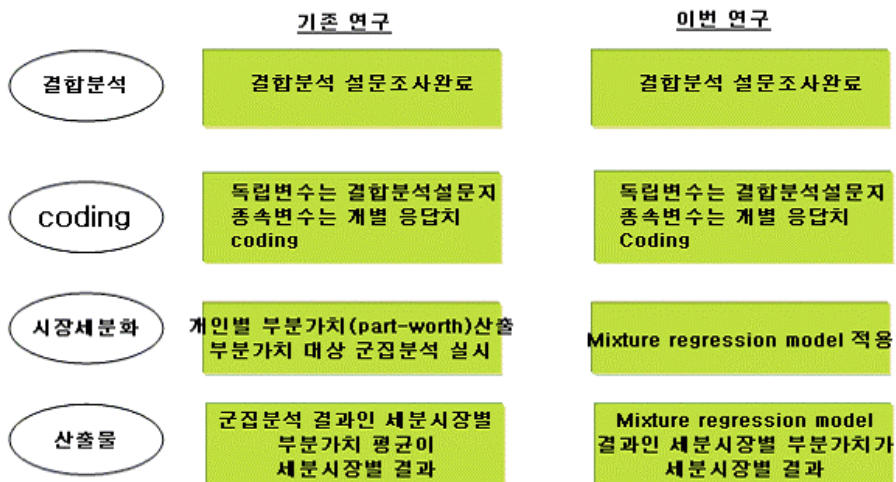 기존 연구
이번 연구
결합분석
결합분석 설문조사완료
결합분석 설문조사완료
coding
독립변수는 결합분석설문지
종속변수는 개별 응답치
coding
독립변수는 결합분석설문지
종속변수는 개별 응답치
Coding
시장세분화
개인별 부분가치(part-worth)산출
부분가치 대상 군집분석 실시
Mixture regression model 적용
산출물
군집분석 결과인 세분시장별
부분가치 평균이
세분시장별 결과
Mixture regression model
결과인 세분시장별 부분가치가
세분시장별 결과